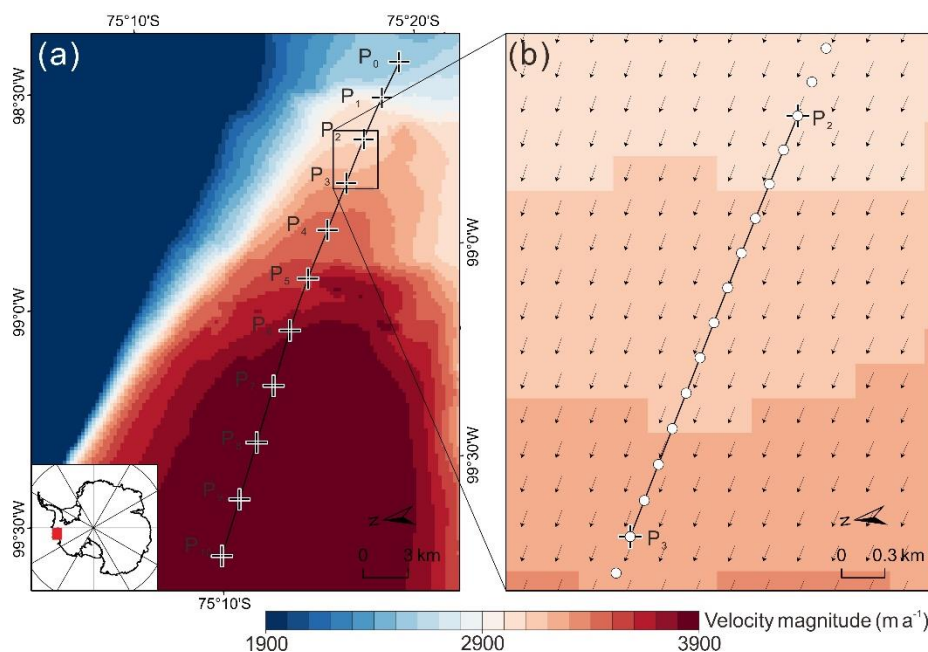 75°10'S 75°20'S
(a)
98°30'W
99°0'W
99°30'W
P0
P1
P2
P3
P4
P5
P
P
P
P
P
N
0 3 km
75°10'S
(b)
99°0'W
99°30'W
P2
P3
N
0 0.3 km
1900 2900 3900
Velocity magnitude (m a⁻¹)